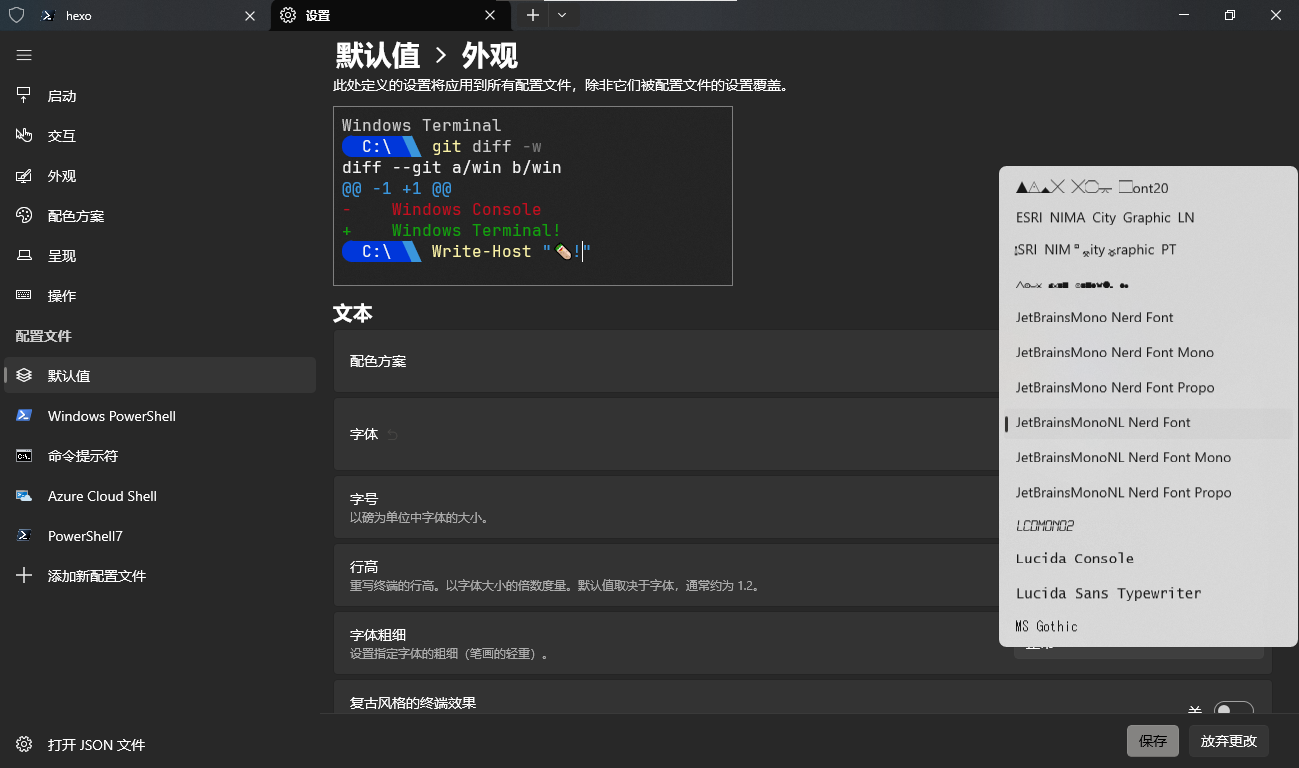 hexo
设置
启动
交互
外观
配色方案
呈现
操作
配置文件
默认值
Windows PowerShell
命令提示符
Azure Cloud Shell
PowerShell7
添加新配置文件
打开 JSON 文件
默认值 > 外观
此处定义的设置将应用到所有配置文件，除非它们被配置文件的设置覆盖。
Windows Terminal
C:\ git diff -w
diff --git a/win b/win
@@ -1 +1 @@
- Windows Console
+ Windows Terminal!
C:\ Write-Host "!"
文本
配色方案
字体
字号
以磅为单位中字体的大小。
行高
重写终端的行高。以字体大小的倍数度量。默认值取决于字体，通常约为 1.2。
字体粗细
设置指定字体的粗细（笔画的轻重）。
复古风格的终端效果
ont20
ESRI NIMA City Graphic LN
SRI NIM ity raphic PT
JetBrainsMono Nerd Font
JetBrainsMono Nerd Font Mono
JetBrainsMono Nerd Font Propo
JetBrainsMonoNL Nerd Font
JetBrainsMonoNL Nerd Font Mono
JetBrainsMonoNL Nerd Font Propo
LCDMONO2
Lucida Console
Lucida Sans Typewriter
MS Gothic
保存
放弃更改